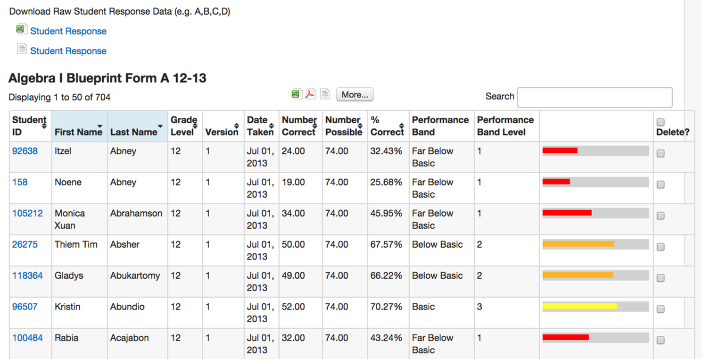 Download Raw Student Response Data (e.g. A,B,C,D)
Student Response
Student Response
Algebra I Blueprint Form A 12-13
Displaying 1 to 50 of 704 More... Search
Student ID First Name Last Name Grade Level Version Date Taken Number Correct Number Possible % Correct Performance Band Performance Band Level Delete?
92638 Itzel Abney 12 1 Jul 01, 2013 24.00 74.00 32.43% Far Below Basic 1
158 Noene Abney 12 1 Jul 01, 2013 19.00 74.00 25.68% Far Below Basic 1
105212 Monica Xuan Abrahamson 12 1 Jul 01, 2013 34.00 74.00 45.95% Far Below Basic 1
26275 Thiem Tim Absher 12 1 Jul 01, 2013 50.00 74.00 67.57% Below Basic 2
118364 Gladys Abukartomy 12 1 Jul 01, 2013 49.00 74.00 66.22% Below Basic 2
96507 Kristin Abundio 12 1 Jul 01, 2013 52.00 74.00 70.27% Basic 3
100484 Rabia Acajabon 12 1 Jul 01, 2013 32.00 74.00 43.24% Far Below Basic 1